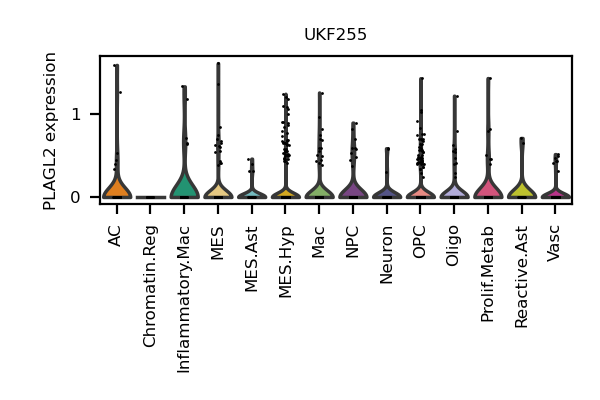 UKF255
PLAGL2 expression
1
0
AC
Chromatin.Reg
Inflammatory.Mac
MES
MES.Ast
MES.Hyp
Mac
NPC
Neuron
OPC
Oligo
Prolif.Metab
Reactive.Ast
Vasc